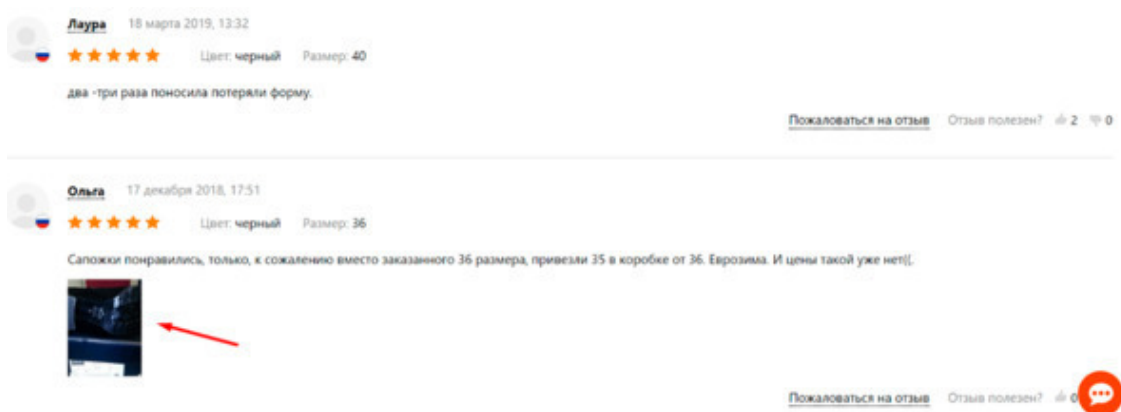 Лаура 18 марта 2019, 13:32
Цвет: черный Размер: 40
два -три раза поносила потеряли форму.
Пожаловаться на отзыв Отзыв полезен? 2 0
Ольга 17 декабря 2018, 17:51
Цвет: черный Размер: 36
Сапожки понравились, только, к сожалению вместо заказанного 36 размера, привезли 35 в коробке от 36. Еврозима. И цены такой уже нет((.
Пожаловаться на отзыв Отзыв полезен? 0